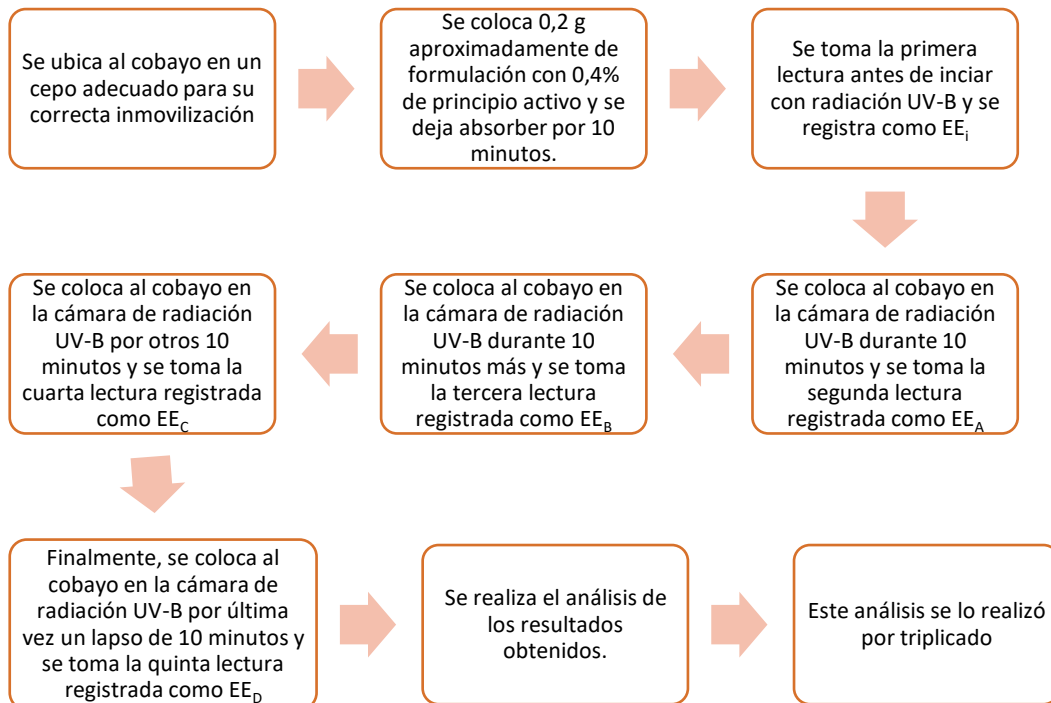 Se ubica al cobayo en un
cepo adecuado para su
correcta inmovilización
Se coloca 0,2 g
aproximadamente de
formulación con 0,4%
de principio activo y se
deja absorber por 10
minutos.
Se toma la primera
lectura antes de inciar
con radiación UV-B y se
registra como EEi
Se coloca al cobayo en
la cámara de radiación
UV-B durante 10
minutos y se toma la
segunda lectura
registrada como EEA
Se coloca al cobayo en
la cámara de radiación
UV-B durante 10
minutos más y se toma
la tercera lectura
registrada como EEB
Se coloca al cobayo en
la cámara de radiación
UV-B por otros 10
minutos y se toma la
cuarta lectura registrada
como EEC
Finalmente, se coloca al
cobayo en la cámara de
radiación UV-B por última
vez un lapso de 10 minutos y
se toma la quinta lectura
registrada como EED
Se realiza el análisis de
los resultados
obtenidos.
Este análisis se lo realizó
por triplicado